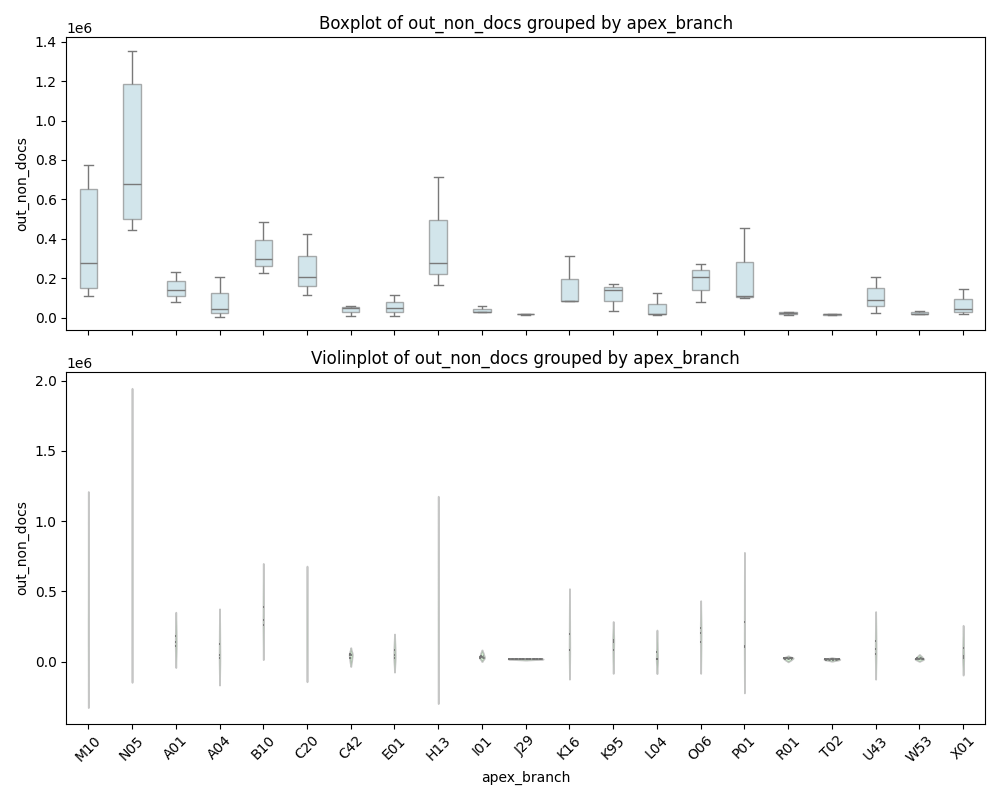 Boxplot of out_non_docs grouped by apex_branch
1e6
1.4
1.2
1.0
0.8
0.6
0.4
0.2
0.0
out_non_docs
Violinplot of out_non_docs grouped by apex_branch
1e6
2.0
1.5
1.0
0.5
0.0
out_non_docs
M10 N05 A01 A04 B10 C20 C42 E01 H13 I01 J29 K16 K95 L04 O06 P01 R01 T02 U43 W53 X01
apex_branch